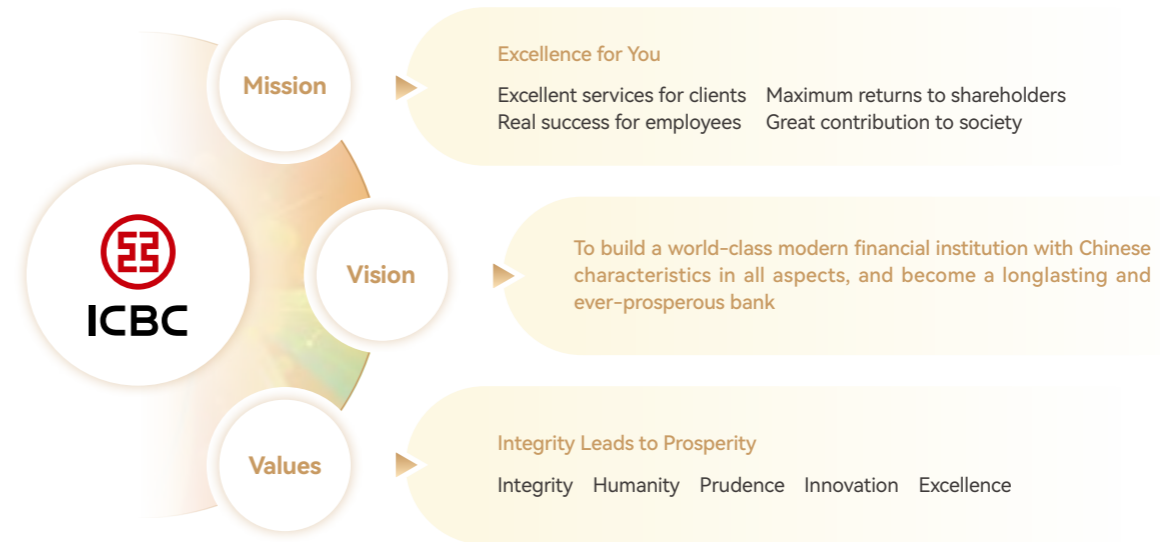 ICBC
Mission
Excellence for You
Excellent services for clients Maximum returns to shareholders
Real success for employees Great contribution to society
Vision
To build a world-class modern financial institution with Chinese
characteristics in all aspects, and become a longlasting and
ever-prosperous bank
Values
Integrity Leads to Prosperity
Integrity Humanity Prudence Innovation Excellence